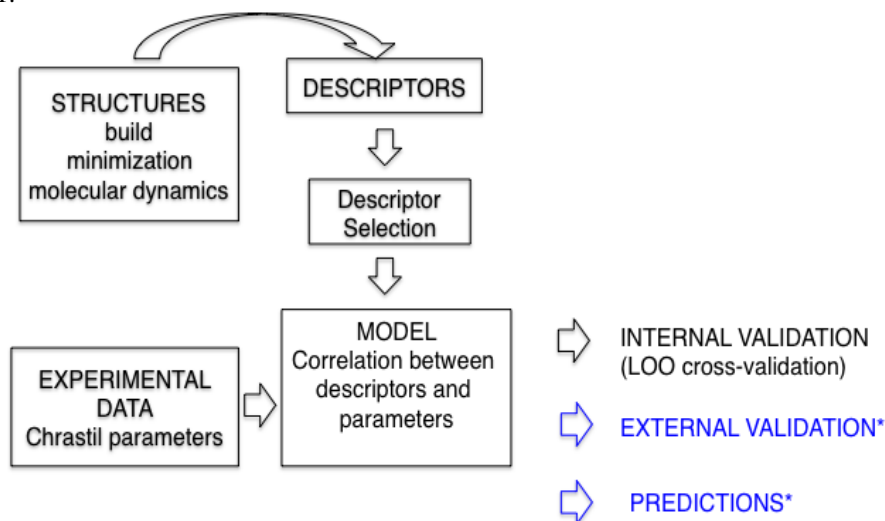 STRUCTURES
build
minimization
molecular dynamics
DESCRIPTORS
Descriptor
Selection
EXPERIMENTAL
DATA
Chrastil parameters
MODEL
Correlation between
descriptors and
parameters
INTERNAL VALIDATION
(LOO cross-validation)
EXTERNAL VALIDATION*
PREDICTIONS*